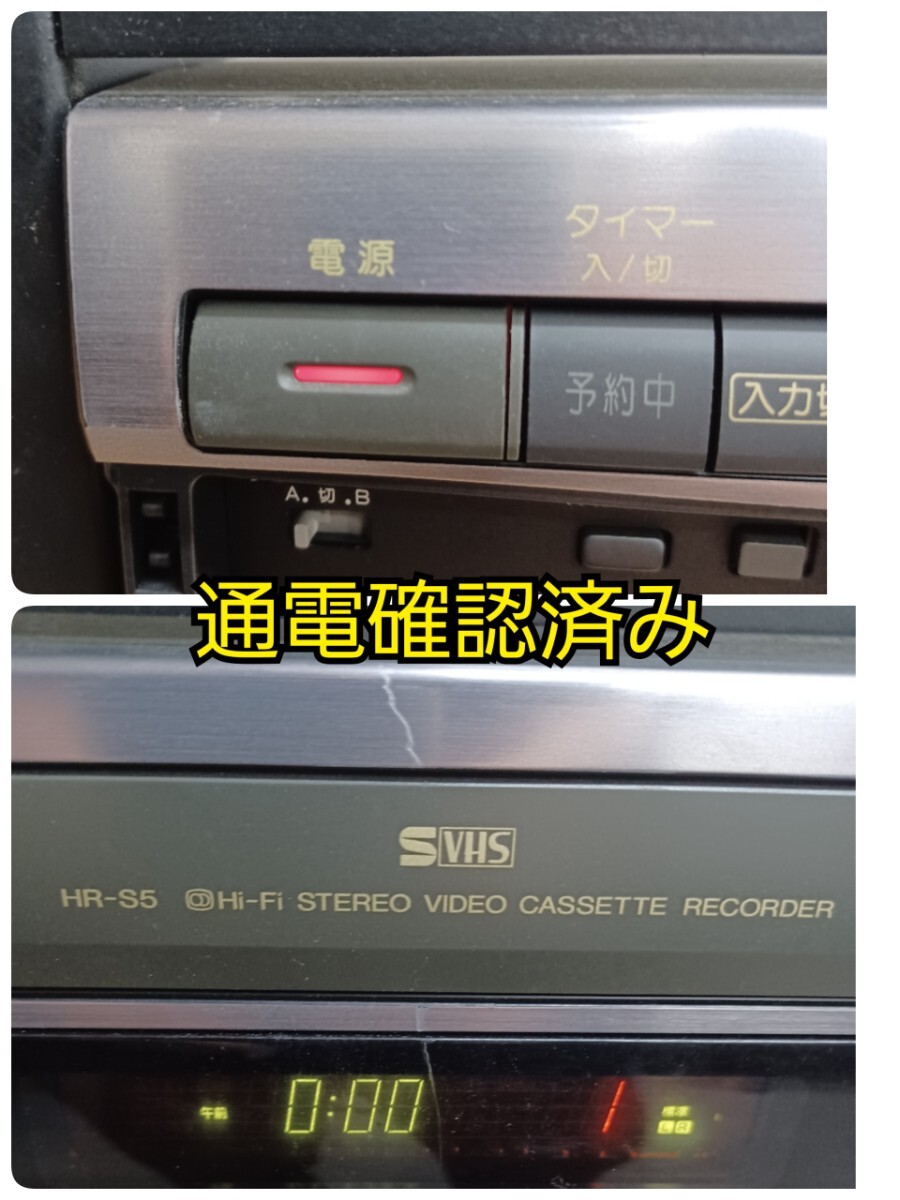 タイマー
電源
入/切
予約中
入力切
A.切.B
通電確認済み
S VHS
HR-S5 Hi-Fi STEREO VIDEO CASSETTE RECORDER
午前 0:00 1 標準
L R